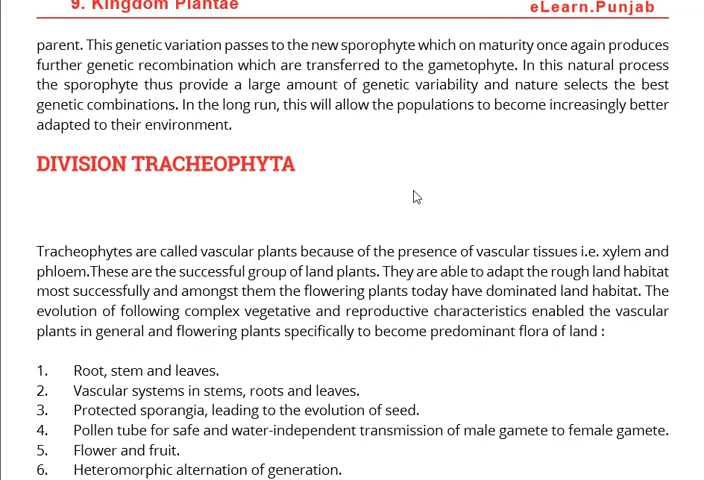 9. Kingdom Plantae
eLearn.Punjab
parent. This genetic variation passes to the new sporophyte which on maturity once again produces
further genetic recombination which are transferred to the gametophyte. In this natural process
the sporophyte thus provide a large amount of genetic variability and nature selects the best
genetic combinations. In the long run, this will allow the populations to become increasingly better
adapted to their environment.
DIVISION TRACHEOPHYTA
Tracheophytes are called vascular plants because of the presence of vascular tissues i.e. xylem and
phloem.These are the successful group of land plants. They are able to adapt the rough land habitat
most successfully and amongst them the flowering plants today have dominated land habitat. The
evolution of following complex vegetative and reproductive characteristics enabled the vascular
plants in general and flowering plants specifically to become predominant flora of land :
1. Root, stem and leaves.
2. Vascular systems in stems, roots and leaves.
3. Protected sporangia, leading to the evolution of seed.
4. Pollen tube for safe and water-independent transmission of male gamete to female gamete.
5. Flower and fruit.
6. Heteromorphic alternation of generation.